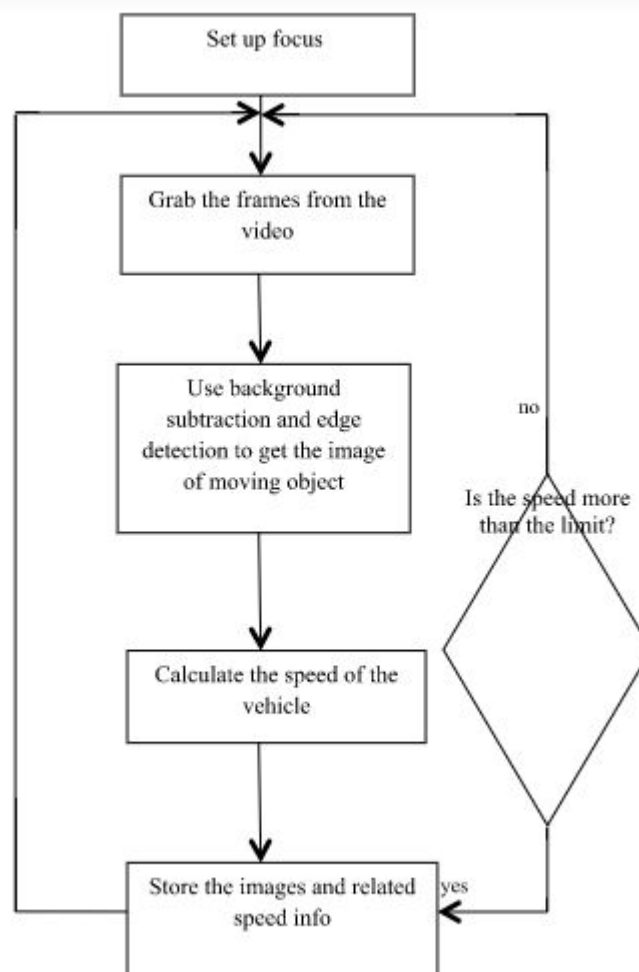 Set up focus
Grab the frames from the
video
Use background
subtraction and edge
detection to get the image
of moving object
no
Is the speed more
than the limit?
Calculate the speed of the
vehicle
Store the images and related
speed info
yes